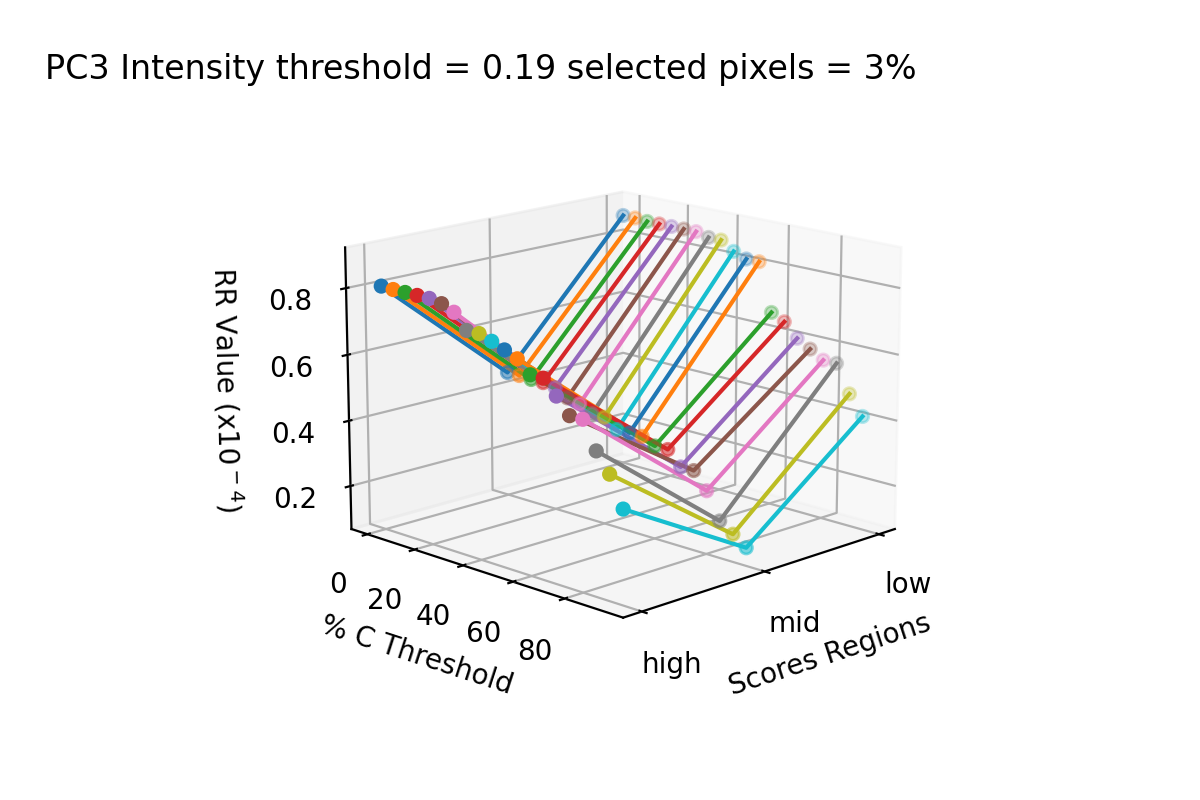 PC3 Intensity threshold = 0.19 selected pixels = 3%
RR Value (x10⁻⁴)
0.8
0.6
0.4
0.2
0
20
40
60
80
% C Threshold
high
mid
low
Scores Regions